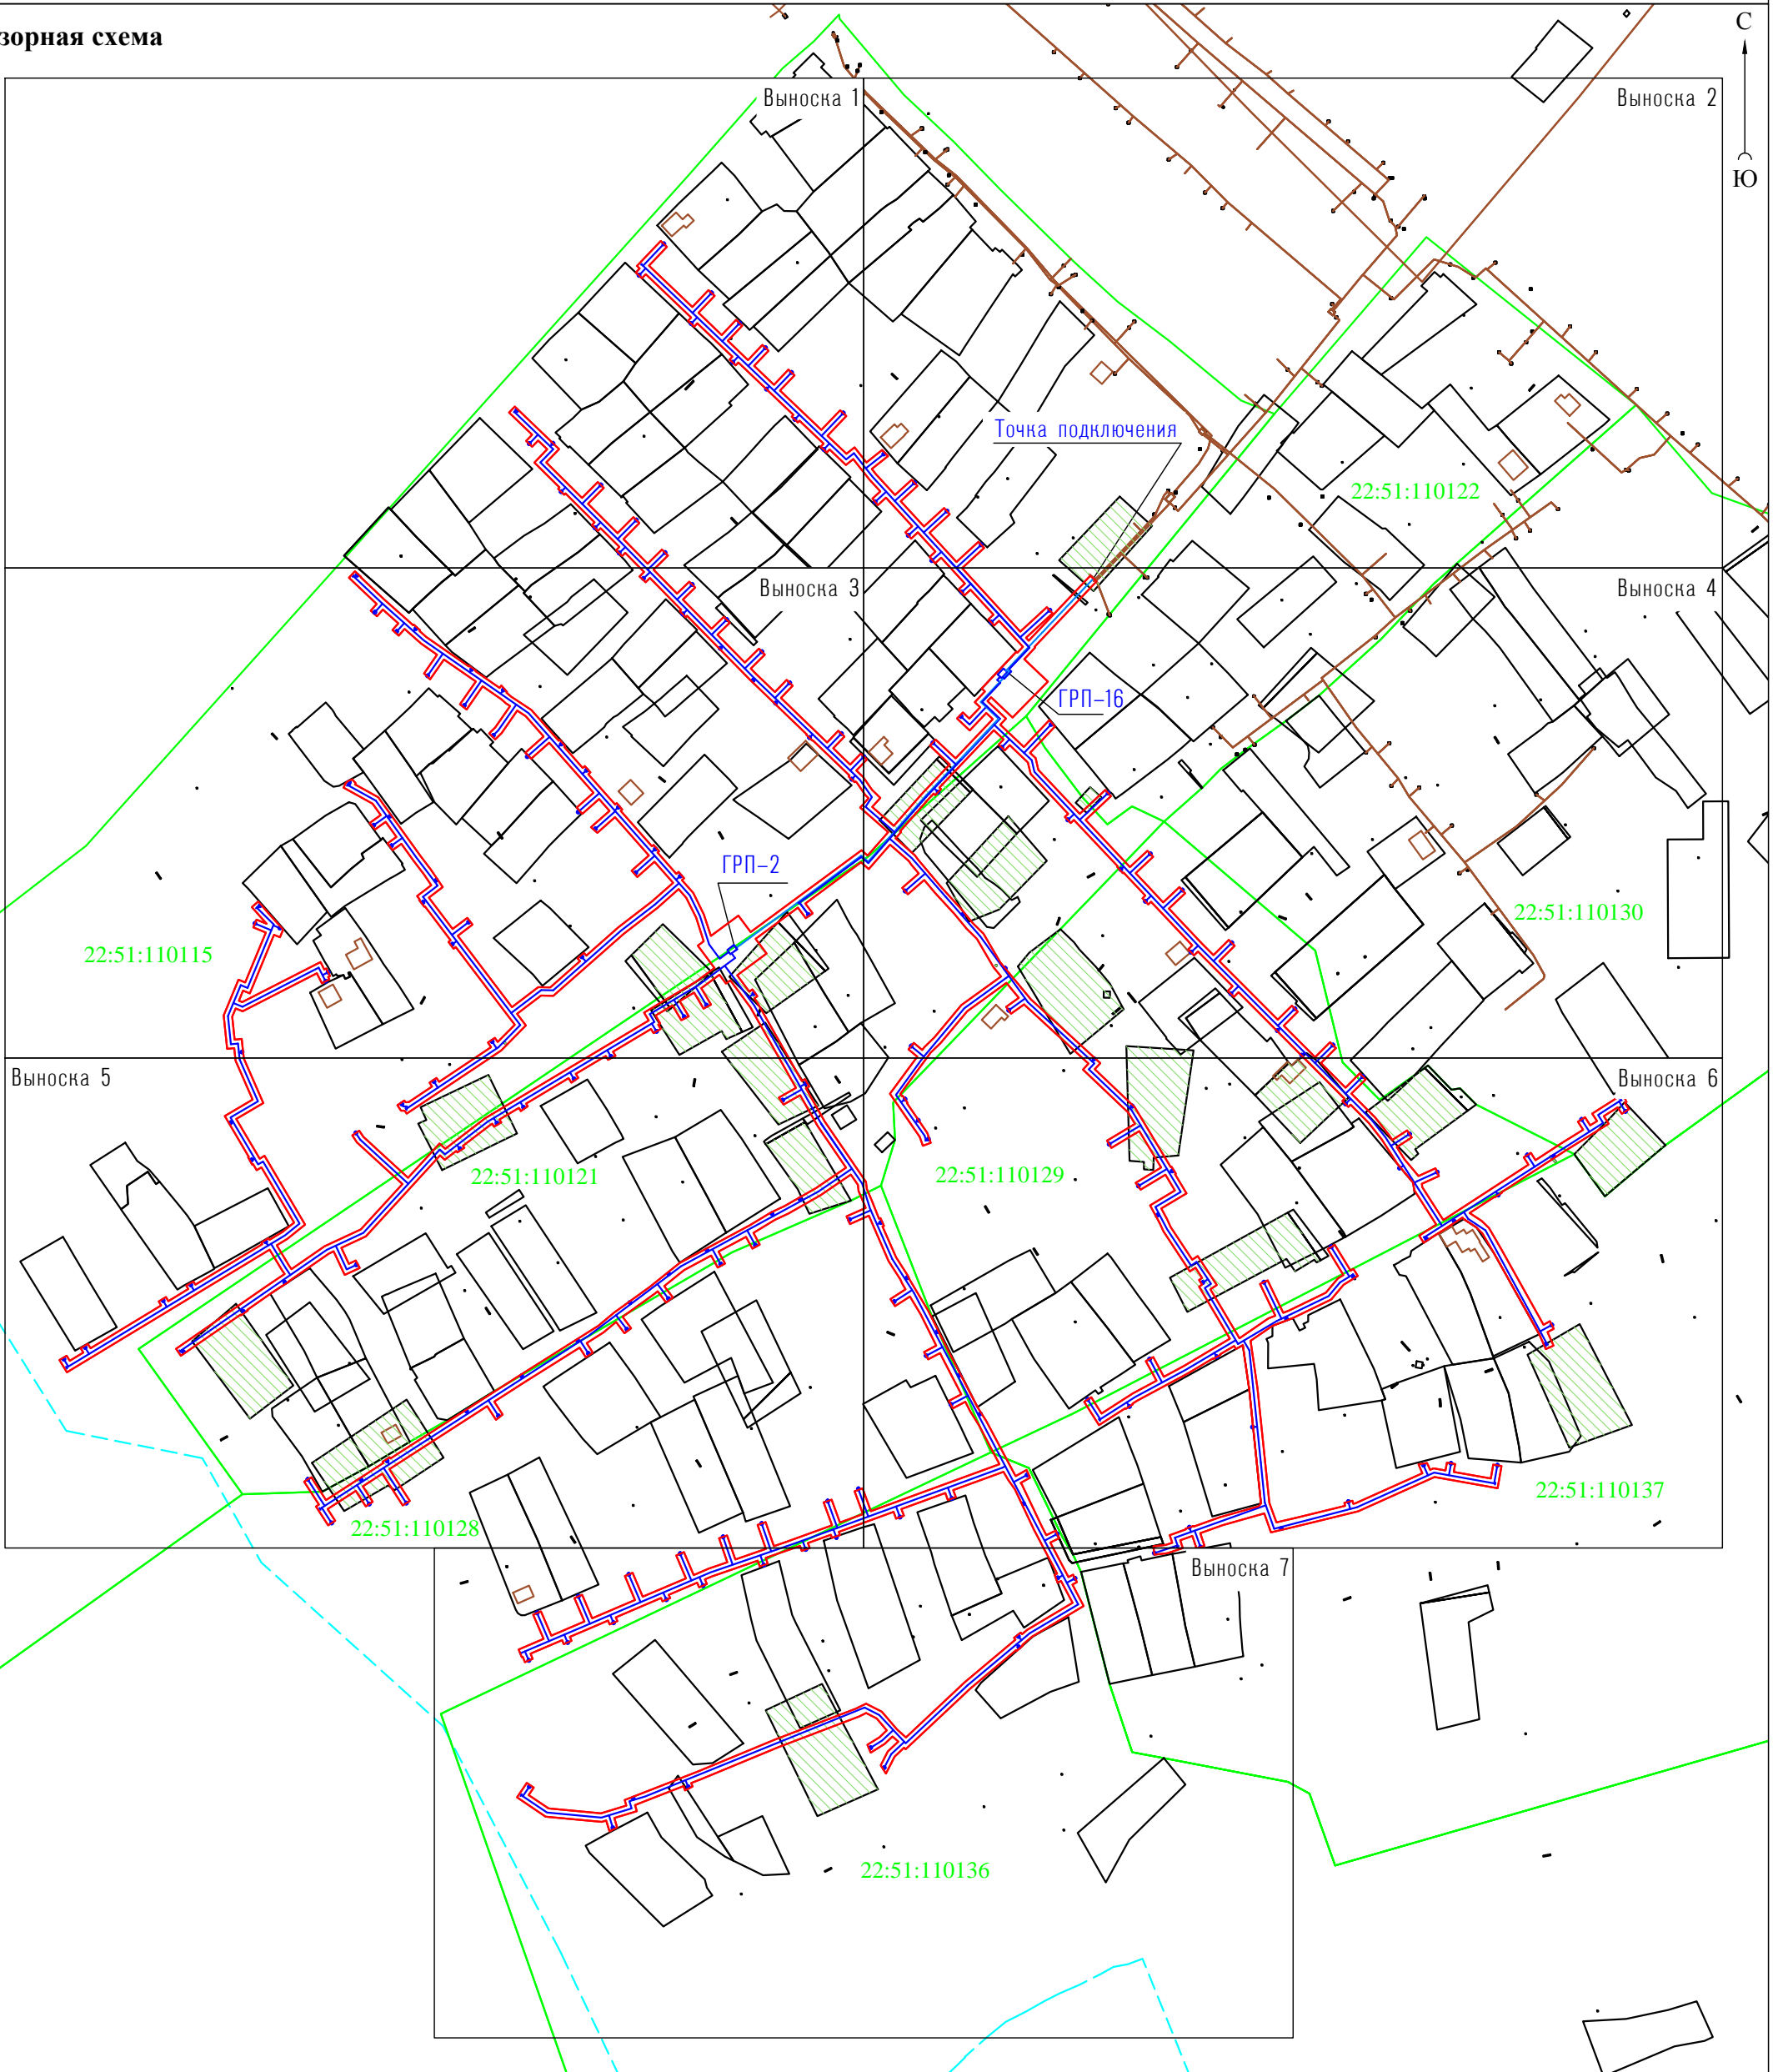 зорная схема
С
Ю
Выноска 1
Выноска 2
Точка подключения
22:51:110122
Выноска 3
Выноска 4
ГРП-16
ГРП-2
22:51:110130
22:51:110115
Выноска 5
Выноска 6
22:51:110121
22:51:110129
22:51:110137
22:51:110128
Выноска 7
22:51:110136